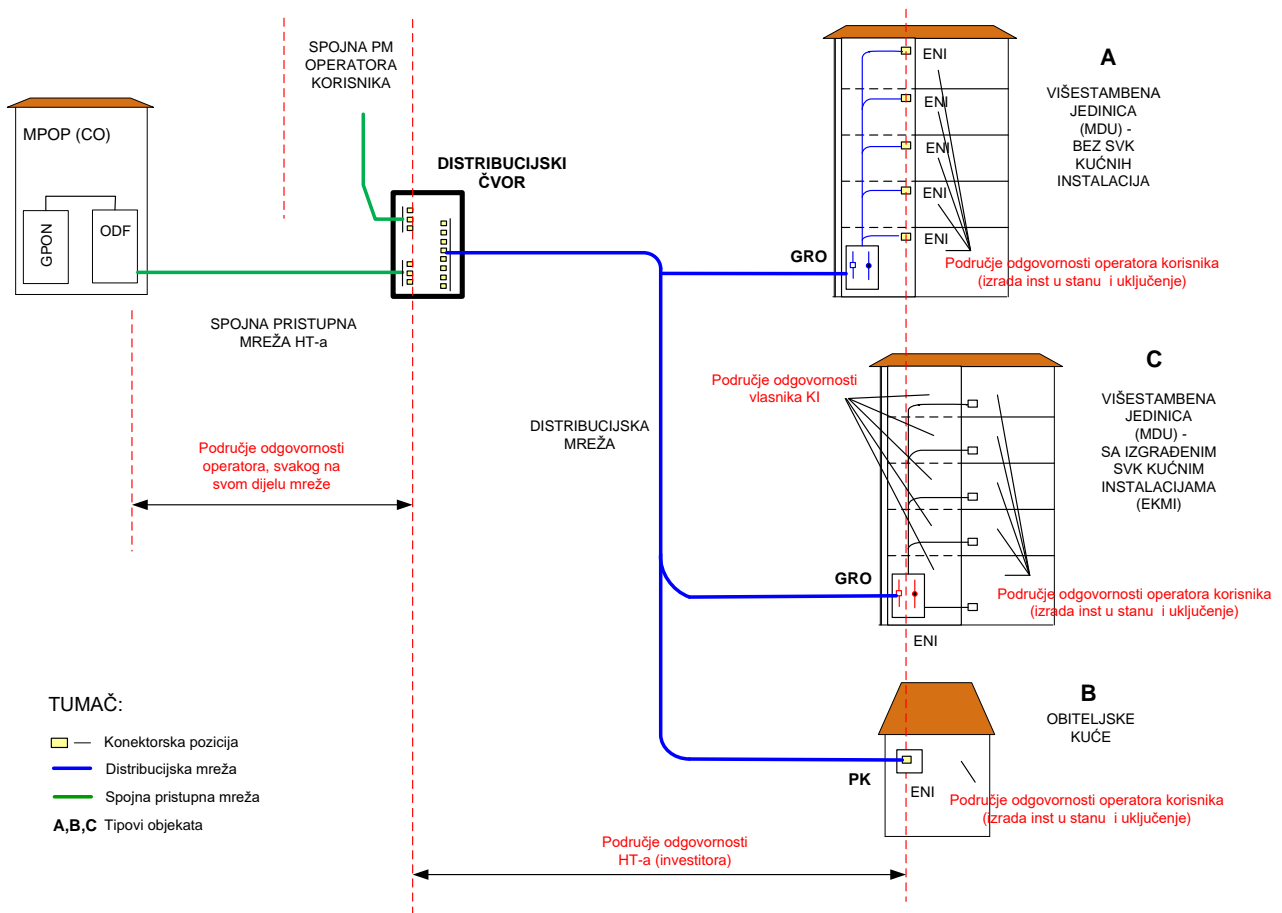 SPOJNA PM
OPERATORA
KORISNIKA
MPOP (CO)
GPON
ODF
DISTRIBUCIJSKI
ČVOR
SPOJNA PRISTUPNA
MREŽA HT-a
Područje odgovornosti
operatora, svakog na
svom dijelu mreže
DISTRIBUCIJSKA
MREŽA
ENI
ENI
ENI
ENI
ENI
GRO
A
VIŠESTAMBENA
JEDINICA
(MDU) -
BEZ SVK
KUĆNIH
INSTALACIJA
Područje odgovornosti operatora korisnika
(izrada inst u stanu i uključenje)
Područje odgovornosti
vlasnika KI
C
VIŠESTAMBENA
JEDINICA
(MDU) -
SA IZGRAĐENIM
SVK KUĆNIM
INSTALACIJAMA
(EKMI)
GRO
Područje odgovornosti operatora korisnika
(izrada inst u stanu i uključenje)
ENI
B
OBITELJSKE
KUĆE
PK
ENI
Područje odgovornosti operatora korisnika
(izrada inst u stanu i uključenje)
TUMAČ:
Konektorska pozicija
Distribucijska mreža
Spojna pristupna mreža
A,B,C Tipovi objekata
Područje odgovornosti
HT-a (investitora)